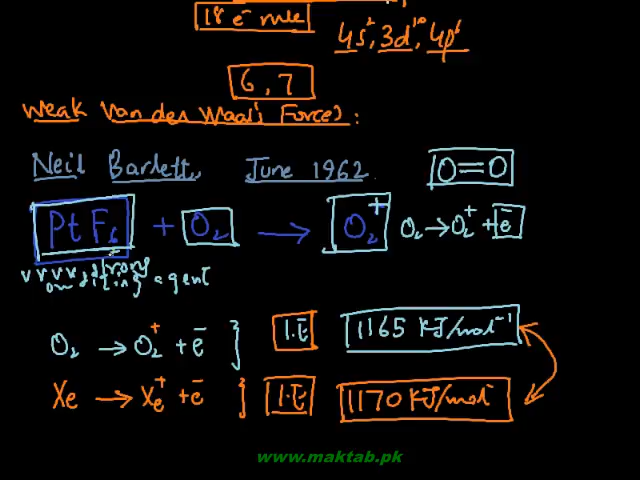 18 e⁻ rule
4s², 3d¹⁰, 4p⁶
6,7
Weak Van der Waal's Forces:
Neil Barlett, June 1962 O=O
PtF₆ + O₂ → O₂⁺ O₂ → O₂⁺ + e⁻
v v v v strong
oxidizing agent
O₂ → O₂⁺ + e⁻ } I.E 1165 KJ/mol⁻¹
Xe → Xe⁺ + e⁻ } I.E 1170 KJ/mol⁻
www.maktab.pk